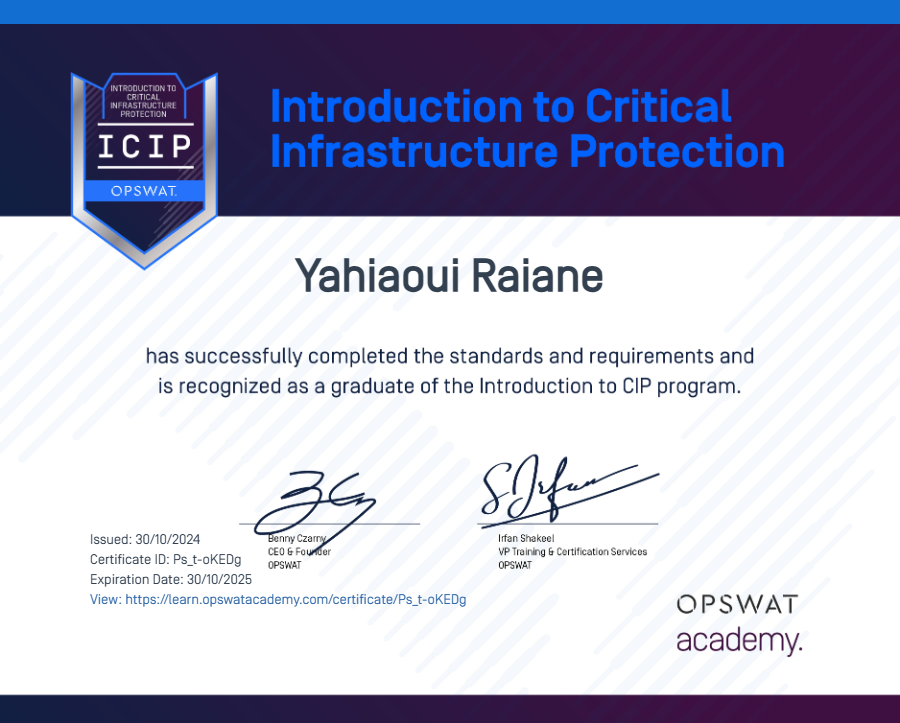 INTRODUCTION TO
CRITICAL
INFRASTRUCTURE
PROTECTION
ICIP
OPSWAT.
Introduction to Critical
Infrastructure Protection
Yahiaoui Raiane
has successfully completed the standards and requirements and
is recognized as a graduate of the Introduction to CIP program.
Benny Czarny
CEO & Founder
OPSWAT
Irfan Shakeel
VP Training & Certification Services
OPSWAT
Issued: 30/10/2024
Certificate ID: Ps_t-oKEDg
Expiration Date: 30/10/2025
View: https://learn.opswatacademy.com/certificate/Ps_t-oKEDg
OPSWAT
academy.